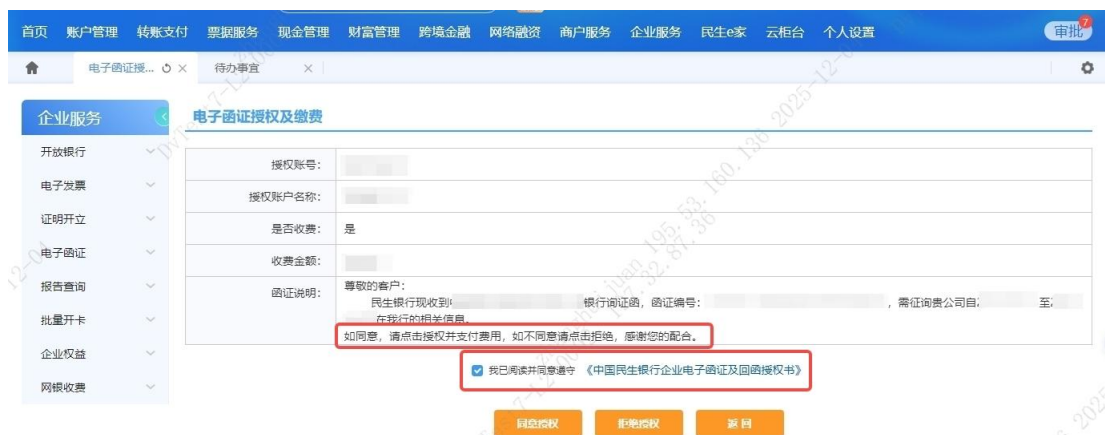 首页 账户管理 转账支付 票据服务 现金管理 财富管理 跨境金融 网络融资 商户服务 企业服务 民生e家 云柜台 个人设置 审批 7
电子函证授... 待办事宜
企业服务
开放银行
电子发票
证明开立
电子函证
报告查询
批量开卡
企业权益
网银收费
电子函证授权及缴费
授权账号：
授权账户名称：
是否收费： 是
收费金额：
函证说明： 尊敬的客户：
民生银行现收到 银行询证函，函证编号： ，需征询贵公司自 至
在我行的相关信息。
如同意，请点击授权并支付费用，如不同意请点击拒绝，感谢您的配合。
我已阅读并同意遵守 《中国民生银行企业电子函证及回函授权书》
同意授权 拒绝授权 返回